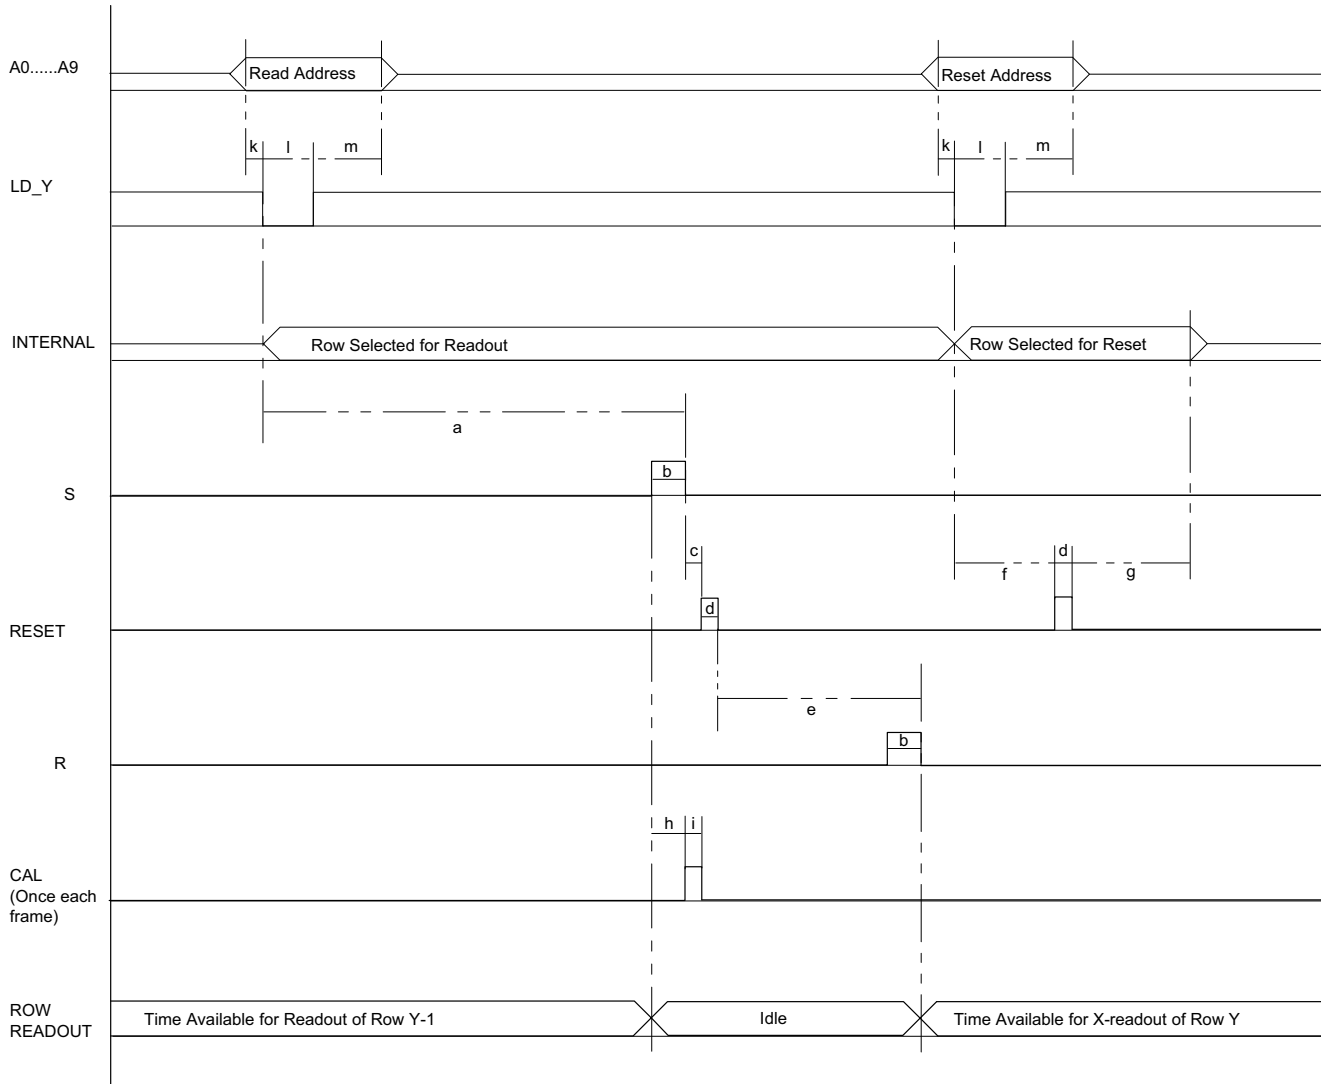 A0......A9
Read Address
Reset Address
k l m
k l m
LD_Y
INTERNAL
Row Selected for Readout
Row Selected for Reset
a
b
S
c
d
f
g
d
RESET
e
b
R
h i
CAL
(Once each
frame)
ROW
READOUT
Time Available for Readout of Row Y-1
Idle
Time Available for X-readout of Row Y